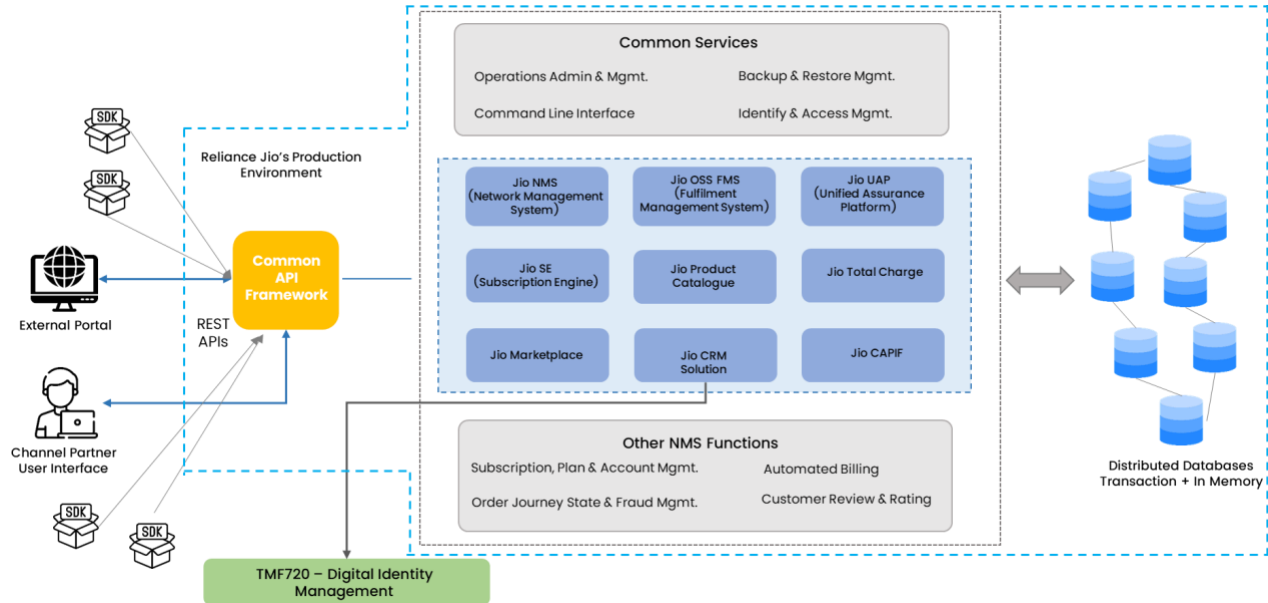 Common Services
Operations Admin & Mgmt.
Backup & Restore Mgmt.
Command Line Interface
Identify & Access Mgmt.
SDK
SDK
Reliance Jio's Production
Environment
Jio NMS
(Network Management
System)
Jio OSS FMS
(Fulfilment
Management System)
Jio UAP
(Unified Assurance
Platform)
Common
API
Framework
Jio SE
(Subscription Engine)
Jio Product
Catalogue
Jio Total Charge
External Portal
REST
APIs
Jio Marketplace
Jio CRM
Solution
Jio CAPIF
Channel Partner
User Interface
Other NMS Functions
Subscription, Plan & Account Mgmt.
Automated Billing
Order Journey State & Fraud Mgmt.
Customer Review & Rating
Distributed Databases
Transaction + In Memory
SDK
SDK
TMF720 – Digital Identity
Management